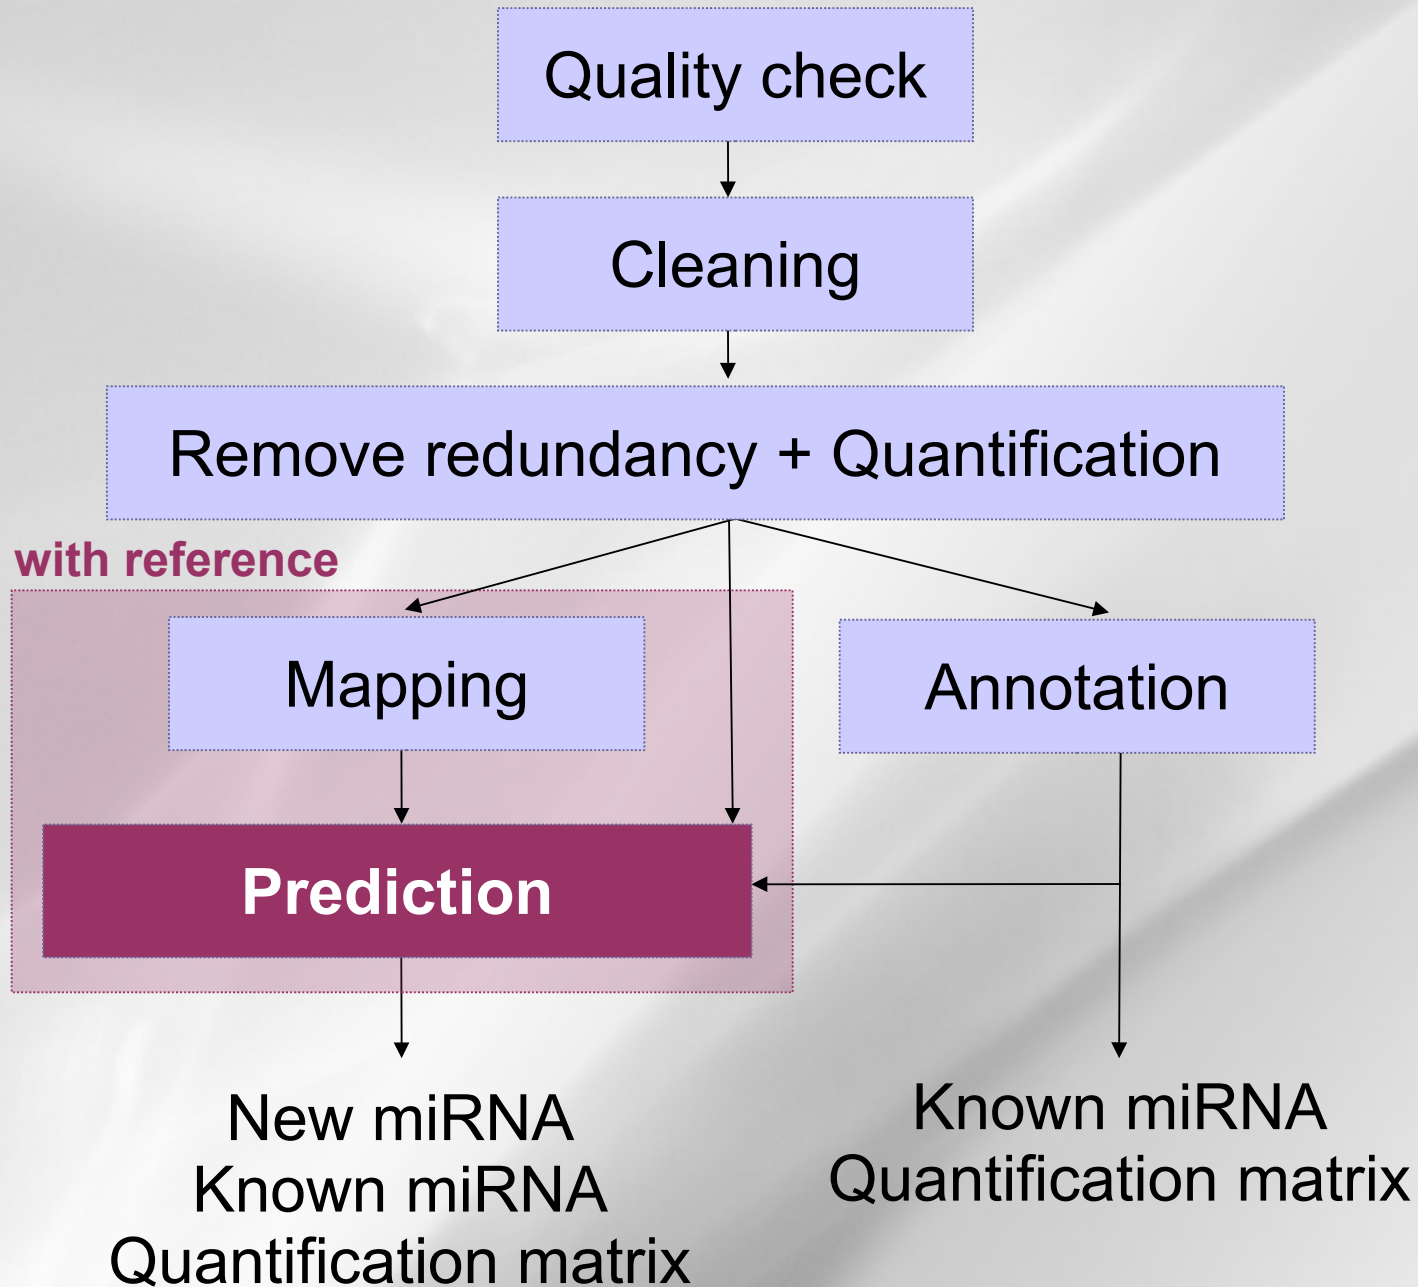 Quality check
Cleaning
Remove redundancy + Quantification
with reference
Mapping
Annotation
Prediction
New miRNA
Known miRNA
Quantification matrix
Known miRNA
Quantification matrix